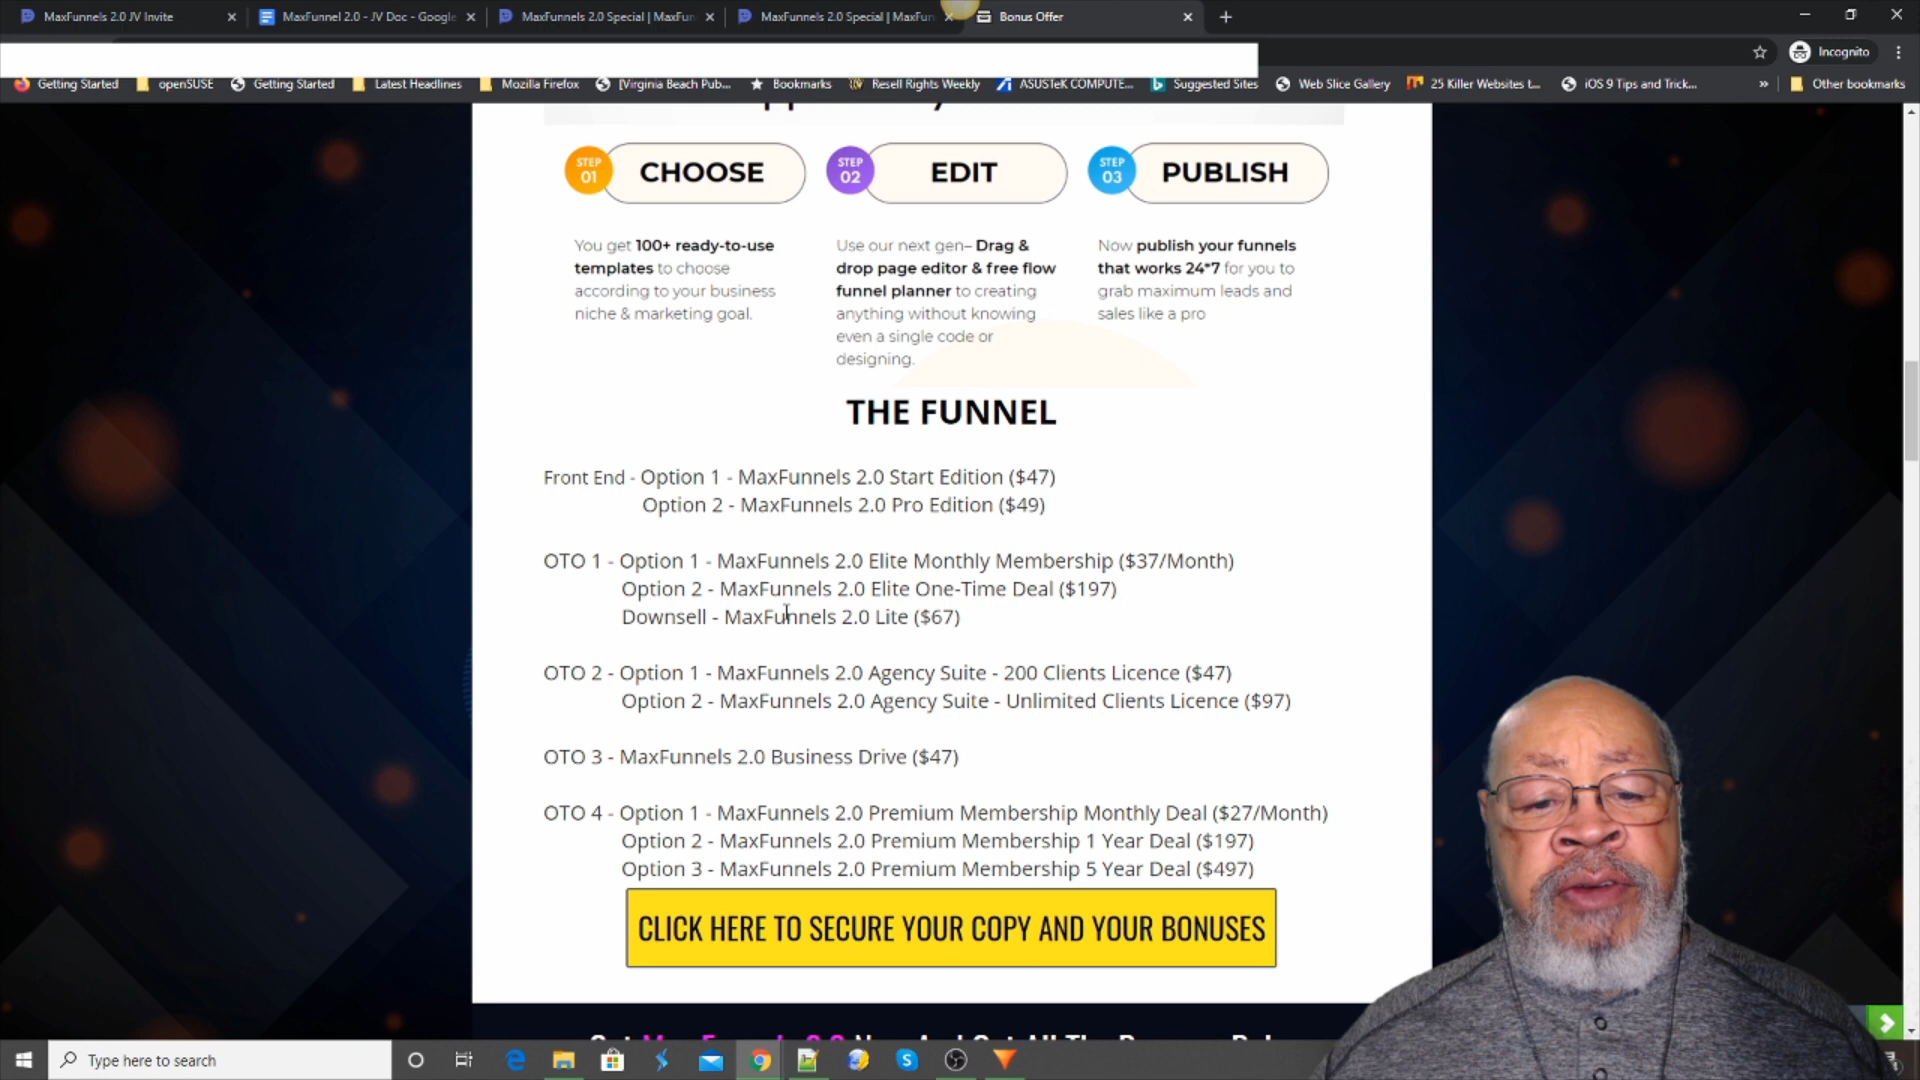 MaxFunnels 2.0 JV Invite
MaxFunnel 2.0 - JV Doc - Google
MaxFunnels 2.0 Special | MaxFun
MaxFunnels 2.0 Special | MaxFun
Bonus Offer
Incognito
Getting Started
openSUSE
Getting Started
Latest Headlines
Mozilla Firefox
[Virginia Beach Pub...
Bookmarks
Resell Rights Weekly
ASUSTeK COMPUTE...
Suggested Sites
Web Slice Gallery
25 Killer Websites t...
iOS 9 Tips and Trick...
»
Other bookmarks
STEP
01
CHOOSE
STEP
02
EDIT
STEP
03
PUBLISH
You get 100+ ready-to-use
templates to choose
according to your business
niche & marketing goal.
Use our next gen– Drag &
drop page editor & free flow
funnel planner to creating
anything without knowing
even a single code or
designing.
Now publish your funnels
that works 24*7 for you to
grab maximum leads and
sales like a pro
THE FUNNEL
Front End - Option 1 - MaxFunnels 2.0 Start Edition ($47)
Option 2 - MaxFunnels 2.0 Pro Edition ($49)
OTO 1 - Option 1 - MaxFunnels 2.0 Elite Monthly Membership ($37/Month)
Option 2 - MaxFunnels 2.0 Elite One-Time Deal ($197)
Downsell - MaxFunnels 2.0 Lite ($67)
OTO 2 - Option 1 - MaxFunnels 2.0 Agency Suite - 200 Clients Licence ($47)
Option 2 - MaxFunnels 2.0 Agency Suite - Unlimited Clients Licence ($97)
OTO 3 - MaxFunnels 2.0 Business Drive ($47)
OTO 4 - Option 1 - MaxFunnels 2.0 Premium Membership Monthly Deal ($27/Month)
Option 2 - MaxFunnels 2.0 Premium Membership 1 Year Deal ($197)
Option 3 - MaxFunnels 2.0 Premium Membership 5 Year Deal ($497)
CLICK HERE TO SECURE YOUR COPY AND YOUR BONUSES
Type here to search